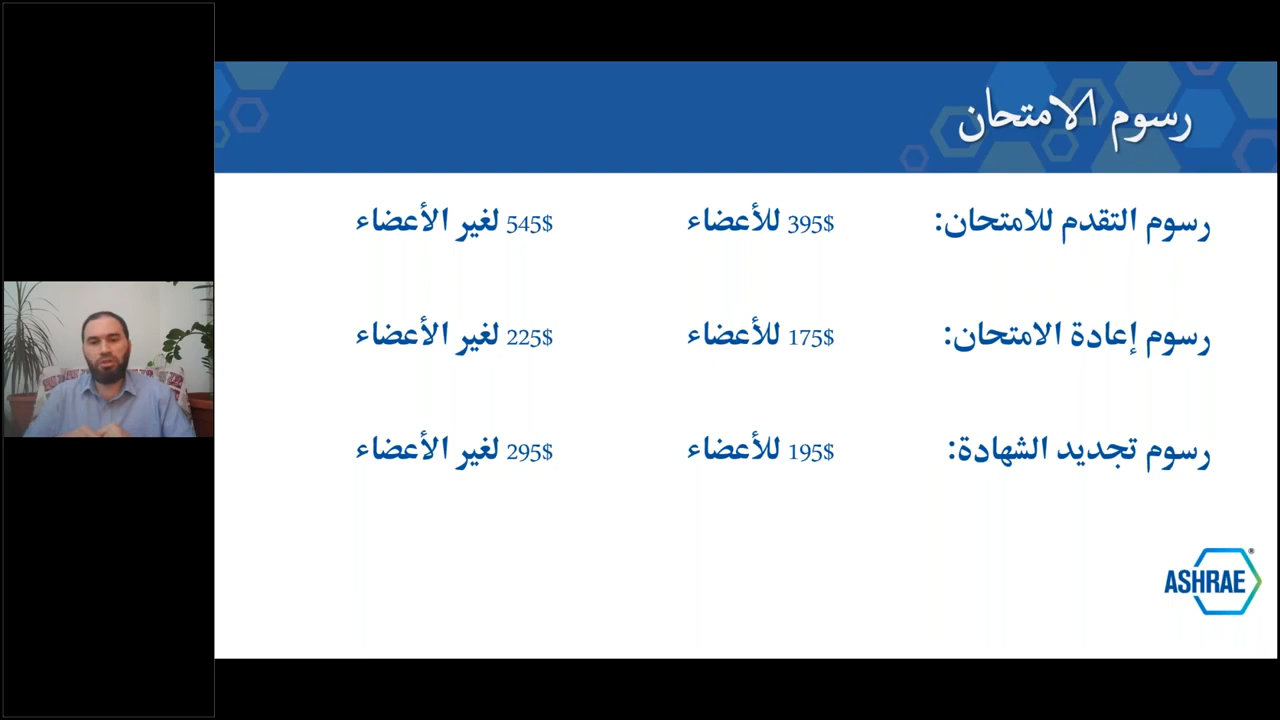 رسوم الامتحان
رسوم التقدم للامتحان: 395$ للأعضاء 545$ لغير الأعضاء
رسوم إعادة الامتحان: 175$ للأعضاء 225$ لغير الأعضاء
رسوم تجديد الشهادة: 195$ للأعضاء 295$ لغير الأعضاء
ASHRAE®